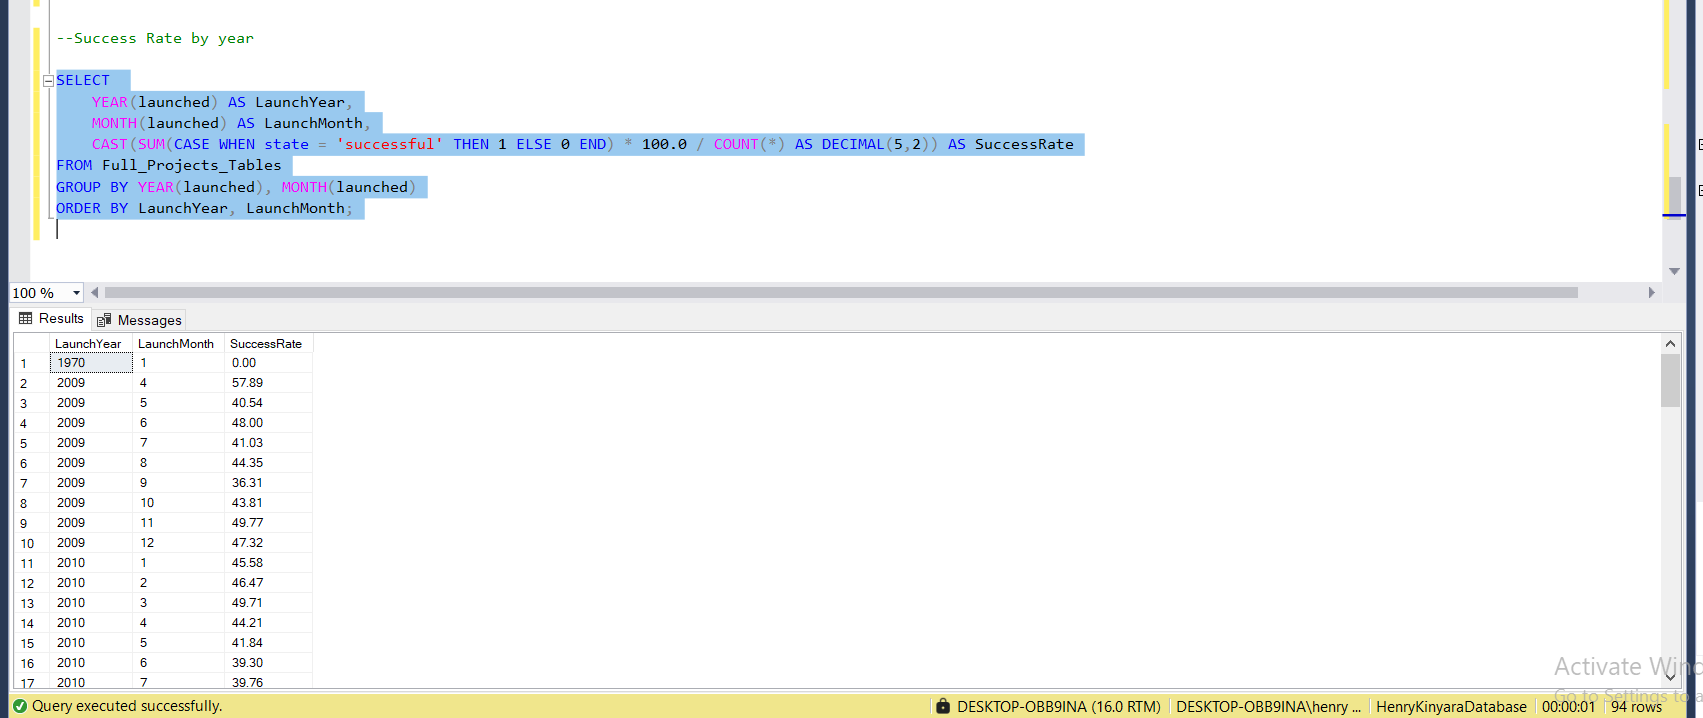 --Success Rate by year
SELECT
YEAR(launched) AS LaunchYear,
MONTH(launched) AS LaunchMonth,
CAST(SUM(CASE WHEN state = 'successful' THEN 1 ELSE 0 END) * 100.0 / COUNT(*) AS DECIMAL(5,2)) AS SuccessRate
FROM Full_Projects_Tables
GROUP BY YEAR(launched), MONTH(launched)
ORDER BY LaunchYear, LaunchMonth;
100 %
Results Messages
LaunchYear LaunchMonth SuccessRate
1 1970 1 0.00
2 2009 4 57.89
3 2009 5 40.54
4 2009 6 48.00
5 2009 7 41.03
6 2009 8 44.35
7 2009 9 36.31
8 2009 10 43.81
9 2009 11 49.77
10 2009 12 47.32
11 2010 1 45.58
12 2010 2 46.47
13 2010 3 49.71
14 2010 4 44.21
15 2010 5 41.84
16 2010 6 39.30
17 2010 7 39.76
Activate Wind
Go to Settings to a
Query executed successfully. DESKTOP-OBB9INA (16.0 RTM) DESKTOP-OBB9INA\henry ... HenryKinyaraDatabase 00:00:01 94 rows